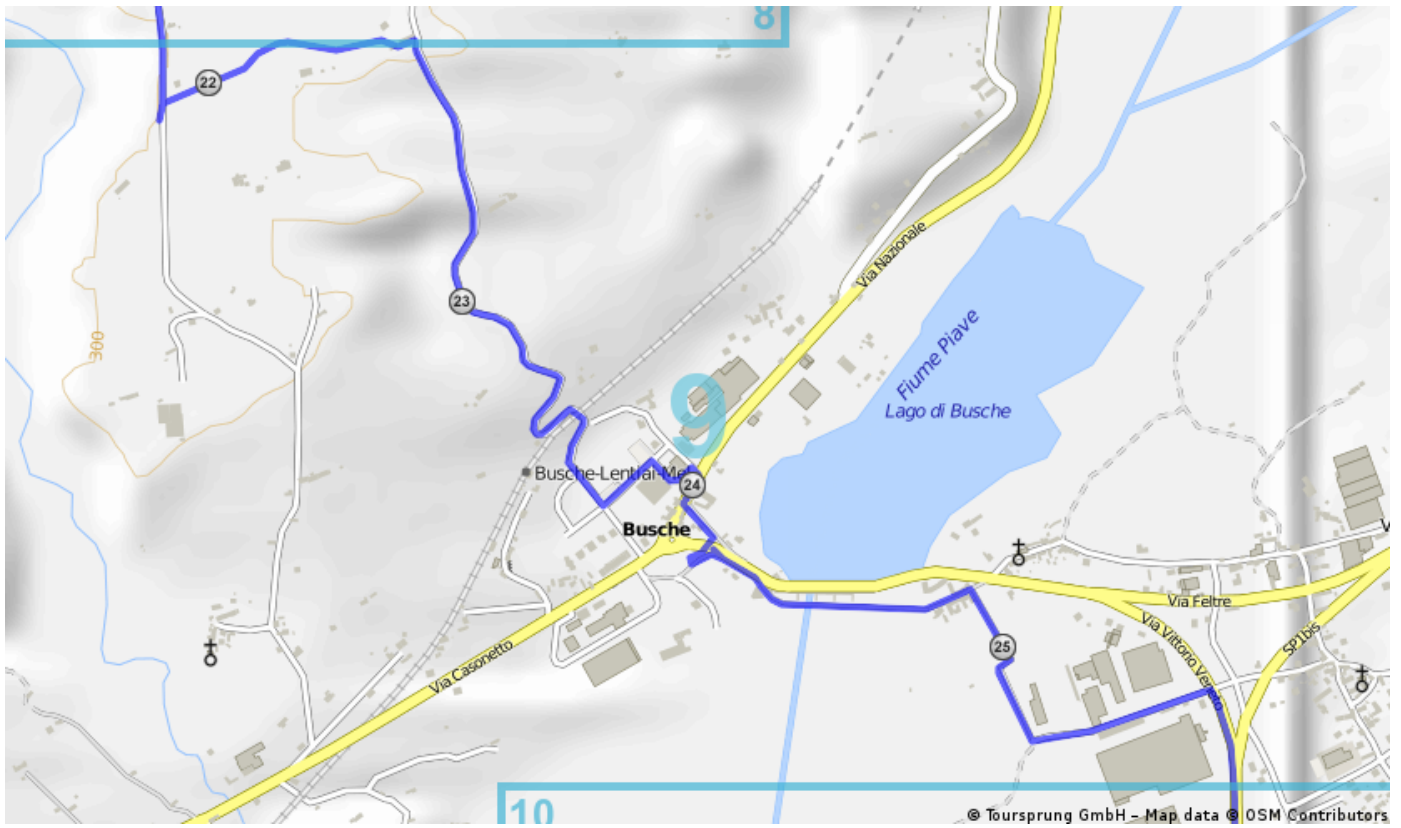 8
22
Via Nazionale
23
300
Fiume Piave
Lago di Busche
9
Busche-Lentiai-Mel
24
Busche
V
Via Feltre
Via Vittorio Veneto
SP1bis
25
Via Casonetto
10
© Toursprung GmbH – Map data © OSM Contributors